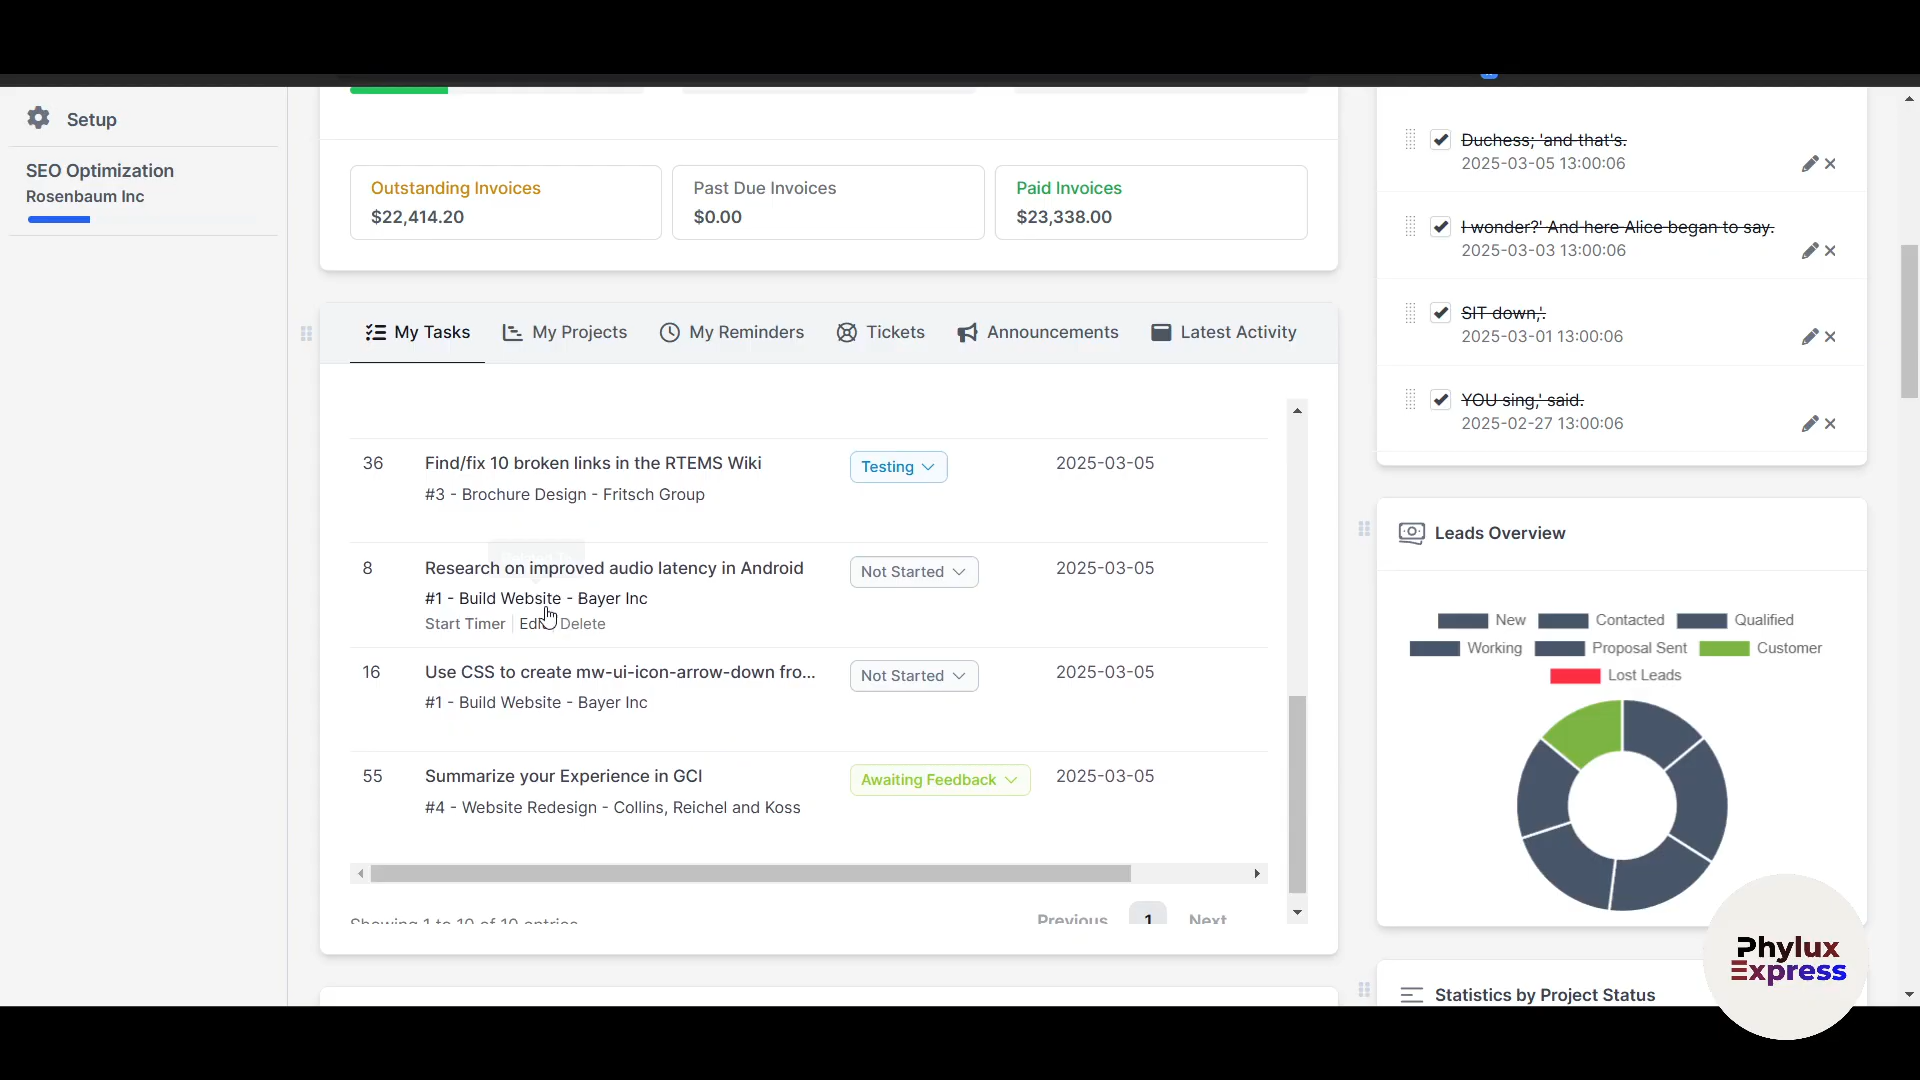 Setup
SEO Optimization
Rosenbaum Inc
Outstanding Invoices
$22,414.20
Past Due Invoices
$0.00
Paid Invoices
$23,338.00
My Tasks
My Projects
My Reminders
Tickets
Announcements
Latest Activity
36
Find/fix 10 broken links in the RTEMS Wiki
Testing
2025-03-05
#3 - Brochure Design - Fritsch Group
8
Research on improved audio latency in Android
Not Started
2025-03-05
#1 - Build Website - Bayer Inc
Start Timer
Edit
Delete
16
Use CSS to create mw-ui-icon-arrow-down fro...
Not Started
2025-03-05
#1 - Build Website - Bayer Inc
55
Summarize your Experience in GCI
Awaiting Feedback
2025-03-05
#4 - Website Redesign - Collins, Reichel and Koss
Showing 1 to 10 of 10 entries
Previous
1
Next
Duchess; 'and that's.
2025-03-05 13:00:06
I wonder?' And here Alice began to say.
2025-03-03 13:00:06
SIT down,'.
2025-03-01 13:00:06
YOU sing,' said.
2025-02-27 13:00:06
Leads Overview
New
Contacted
Qualified
Working
Proposal Sent
Customer
Lost Leads
Statistics by Project Status
Phylux
Express